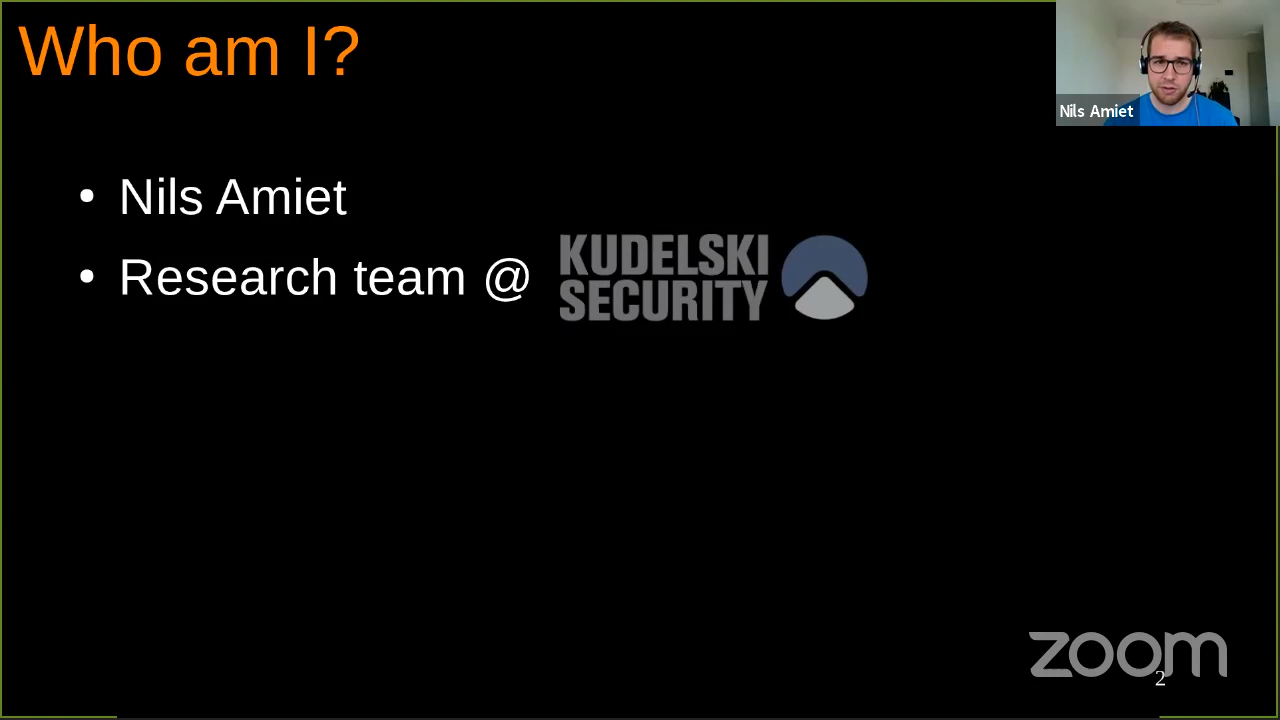 Who am I?
Nils Amiet
• Nils Amiet
• Research team @
KUDELSKI
SECURITY
zoom
2